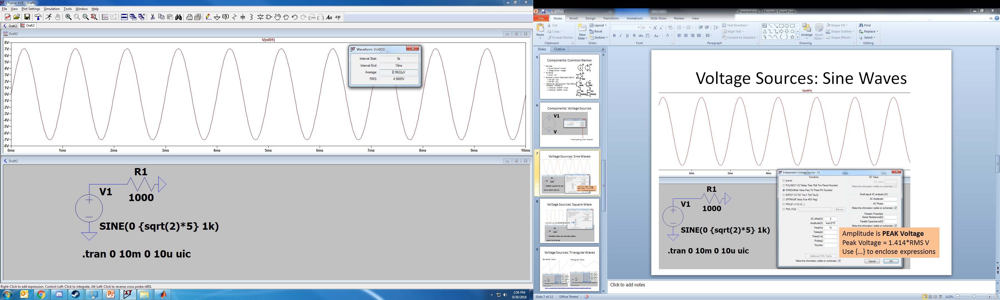 LTspice XVII - Draft2
File View Plot Settings Simulation Tools Window Help
Draft2 Draft2
Draft2
V(n001)
8V
7V
6V
5V
4V
3V
2V
1V
0V
-1V
-2V
-3V
-4V
-5V
-6V
-7V
-8V
0ms 1ms 2ms 3ms 4ms 5ms 6ms 7ms 8ms 9ms 10ms
Waveform: V(n001)
Interval Start: 0s
Interval End: 10ms
Average: 2.9622µV
RMS: 4.9885V
Draft2
R1
V1
1000
SINE(0 {sqrt(2)*5} 1k)
.tran 0 10m 0 10u uic
Right-Click to edit expression. Control-Left-Click to integrate. Alt-Left-Click to reverse cross probe n001.
2:56 PM
9/30/2018
Presentation1 - Microsoft PowerPoint
File Home Insert Design Transitions Animations Slide Show Review View
Paste
Cut
Copy
Format Painter
Clipboard
New Slide
Layout
Reset
Section
Slides
18
Font
Text Direction
Align Text
Convert to SmartArt
Paragraph
Arrange
Quick Styles
Shape Fill
Shape Outline
Shape Effects
Drawing
Find
Replace
Select
Editing
Slides Outline
5
Components: Common Names
6
Components: Voltage Sources
V1
V
7
Voltage Sources: Sine Waves
8
Voltage Sources: Square Wave
9
Voltage Sources: Triangular Waves
Voltage Sources: Sine Waves
V(n001)
2ms 3ms 4ms
R1
V1
1000
SINE(0 {sqrt(2)*5} 1k)
.tran 0 10m 0 10u uic
Independent Voltage Source - V1
Functions
(none)
PULSE(V1 V2 Tdelay Trise Tfall Ton Period Ncycles)
SINE(Voffset Vamp Freq Td Theta Phi Ncycles)
EXP(V1 V2 Td1 Tau1 Td2 Tau2)
SFFM(Voff Vamp Fcar MDI Fsig)
PWL(t1 v1 t2 v2...)
PWL FILE: Browse
DC offset[V]: 0
Amplitude[V]: {sqrt(2)*5}
Freq[Hz]: 1k
Tdelay[s]:
Theta[1/s]:
Phi[deg]:
Ncycles:
Additional PWL Points
Make this information visible on schematic:
DC Value
DC value:
Make this information visible on schematic:
Small signal AC analysis(.AC)
AC Amplitude:
AC Phase:
Make this information visible on schematic:
Parasitic Properties
Series Resistance[Ω]:
Parallel Capacitance[F]:
Make this information visible on schematic:
Cancel OK
Amplitude is PEAK Voltage
Peak Voltage = 1.414*RMS V
Use {...} to enclose expressions
Click to add notes
Slide 7 of 12 "Office Theme" 112%